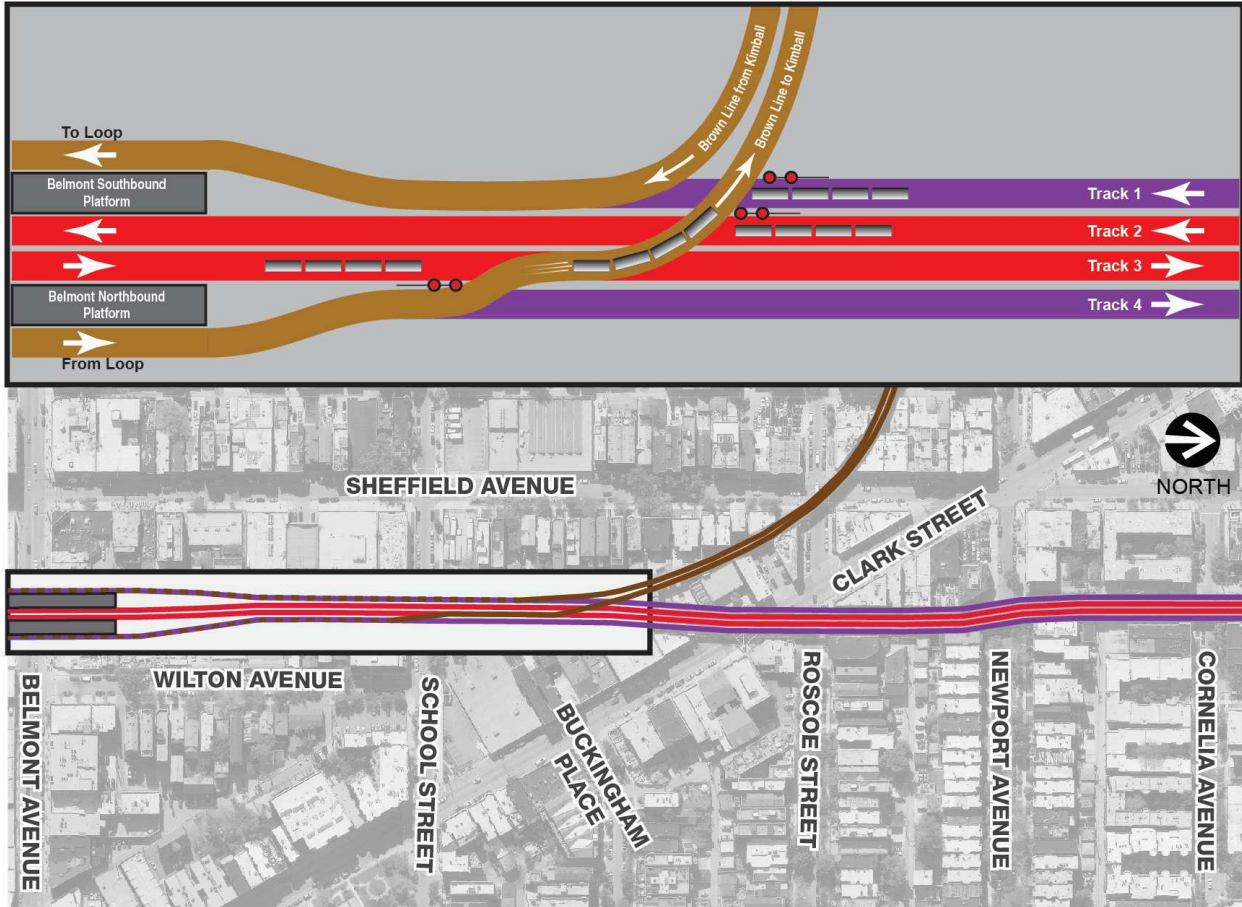 Brown Line from Kimball
Brown Line to Kimball
To Loop
Belmont Southbound
Platform
Track 1
Track 2
Track 3
Belmont Northbound
Platform
Track 4
From Loop
NORTH
SHEFFIELD AVENUE
CLARK STREET
WILTON AVENUE
BELMONT AVENUE
SCHOOL STREET
BUCKINGHAM
PLACE
ROSCOE STREET
NEWPORT AVENUE
CORNELIA AVENUE